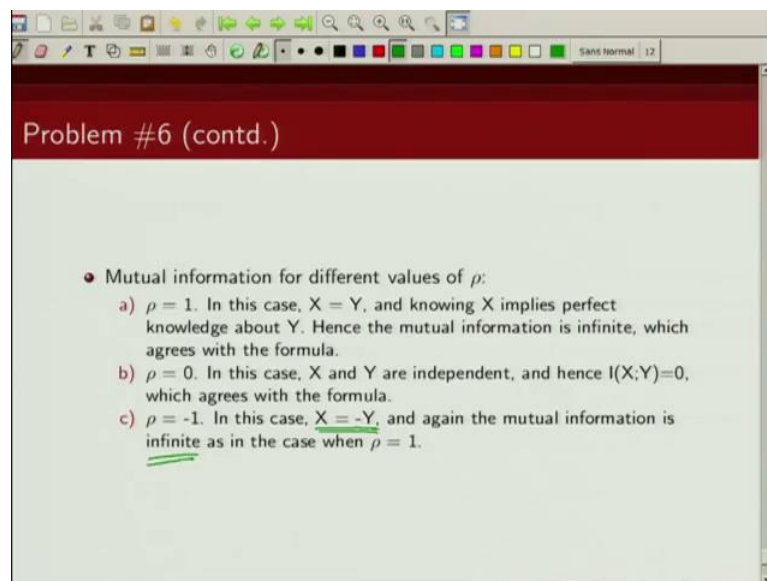 T
Sans Normal 12
Problem #6 (contd.)
Mutual information for different values of ρ:
a) ρ = 1. In this case, X = Y, and knowing X implies perfect
knowledge about Y. Hence the mutual information is infinite, which
agrees with the formula.
b) ρ = 0. In this case, X and Y are independent, and hence I(X;Y)=0,
which agrees with the formula.
c) ρ = -1. In this case, X = -Y, and again the mutual information is
infinite as in the case when ρ = 1.